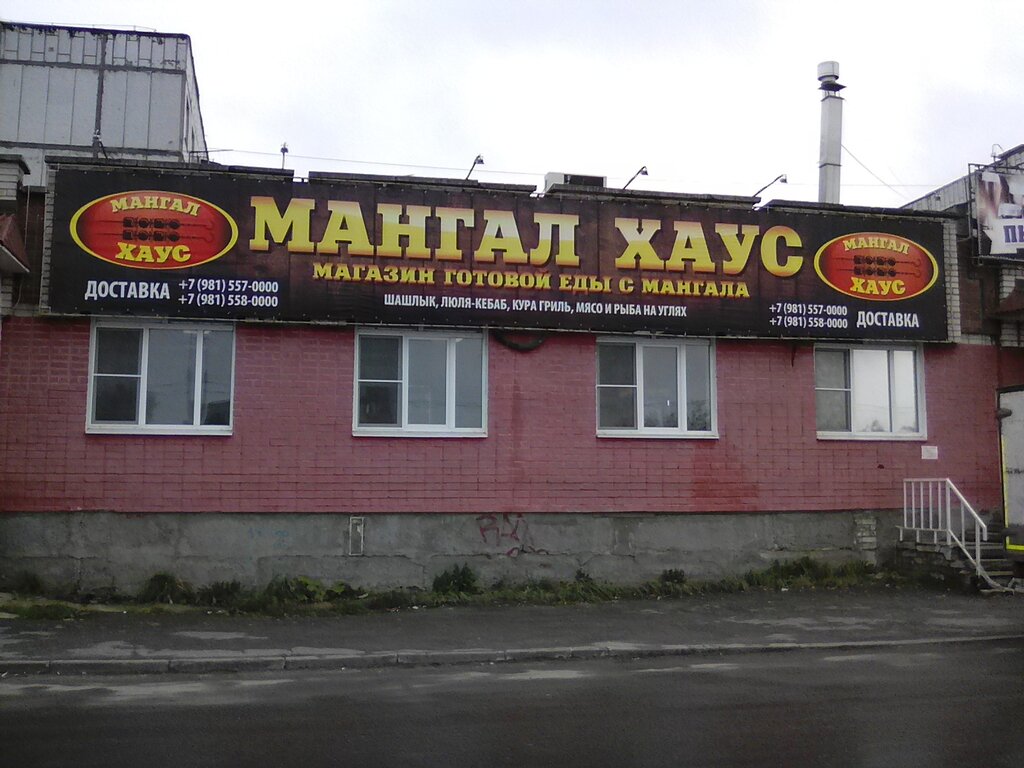 МАНГАЛ
ХАУС
ДОСТАВКА
+7 (981) 557-0000
+7 (981) 558-0000
МАНГАЛ ХАУС
МАГАЗИН ГОТОВОЙ ЕДЫ С МАНГАЛА
ШАШЛЫК, ЛЮЛЯ-КЕБАБ, КУРА ГРИЛЬ, МЯСО И РЫБА НА УГЛЯХ
МАНГАЛ
ХАУС
+7 (981) 557-0000
+7 (981) 558-0000
ДОСТАВКА